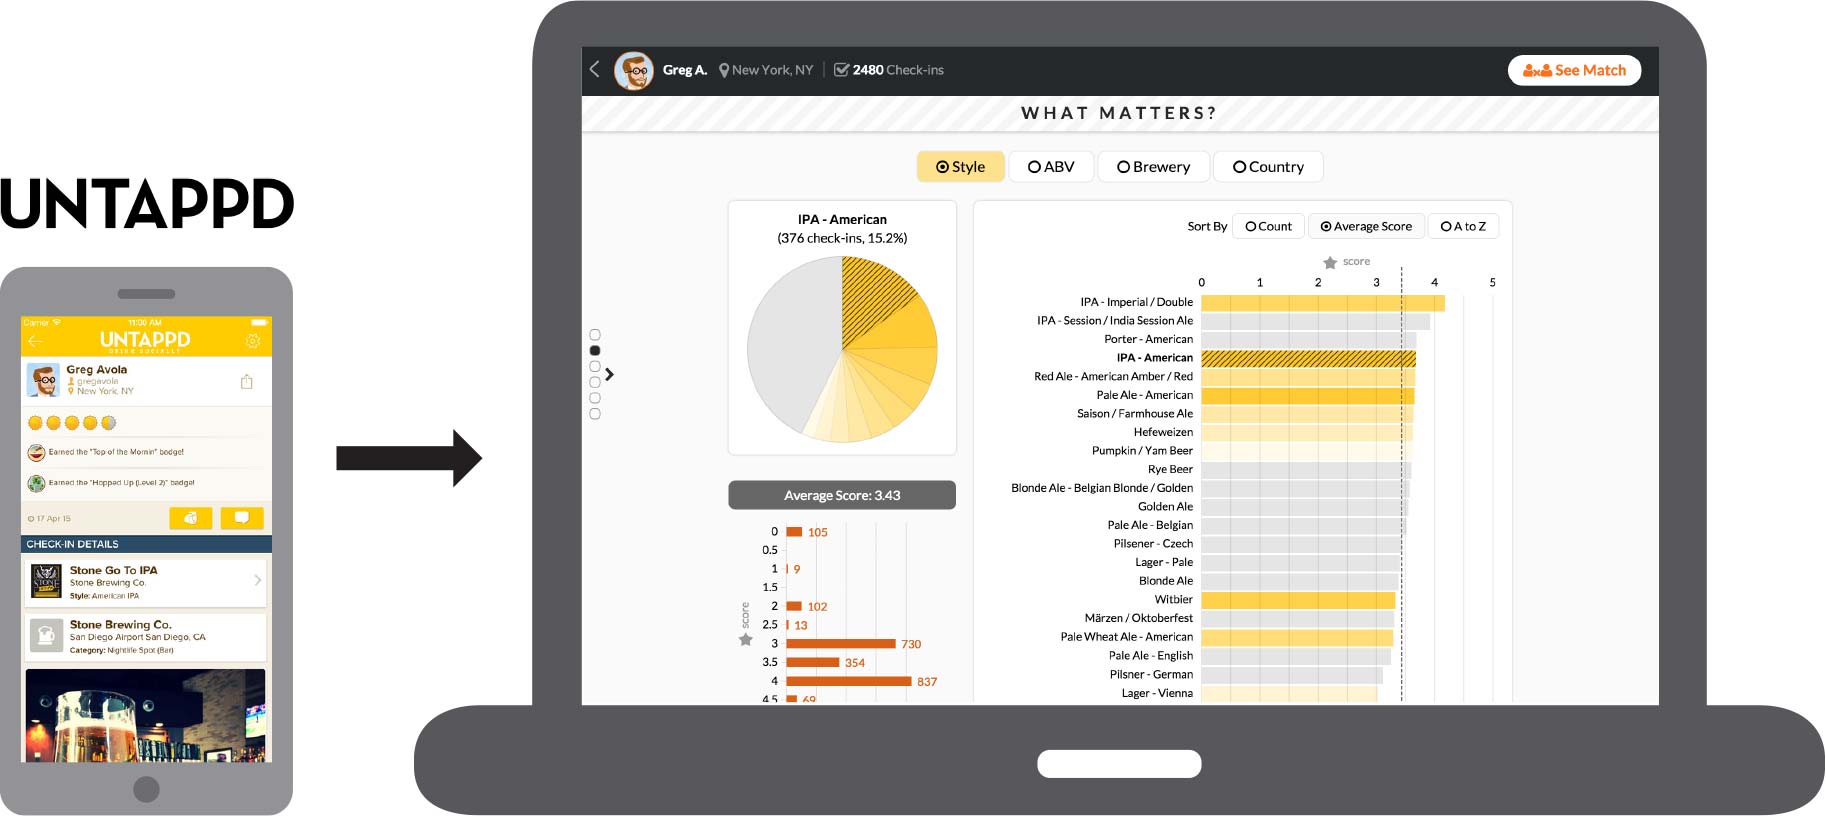 UNTAPPD
Carrier 11:00 AM
UNTAPPD
DRINK SOCIALLY
Greg Avola
gregavola
New York, NY
Earned the "Top of the Mornin" badge!
Earned the "Hopped Up (Level 2)" badge!
17 Apr 15
CHECK-IN DETAILS
Stone Go To IPA
Stone Brewing Co.
Style: American IPA
Stone Brewing Co.
San Diego Airport San Diego, CA
Category: Nightlife Spot (Bar)
Greg A. New York, NY 2480 Check-ins
See Match
WHAT MATTERS?
Style ABV Brewery Country
IPA - American
(376 check-ins, 15.2%)
Average Score: 3.43
score
0 105
0.5
1 9
1.5
2 102
2.5 13
3 730
3.5 354
4 837
4.5 69
Sort By Count Average Score A to Z
score
0 1 2 3 4 5
IPA - Imperial / Double
IPA - Session / India Session Ale
Porter - American
IPA - American
Red Ale - American Amber / Red
Pale Ale - American
Saison / Farmhouse Ale
Hefeweizen
Pumpkin / Yam Beer
Rye Beer
Blonde Ale - Belgian Blonde / Golden
Golden Ale
Pale Ale - Belgian
Pilsener - Czech
Lager - Pale
Blonde Ale
Witbier
Märzen / Oktoberfest
Pale Wheat Ale - American
Pale Ale - English
Pilsner - German
Lager - Vienna